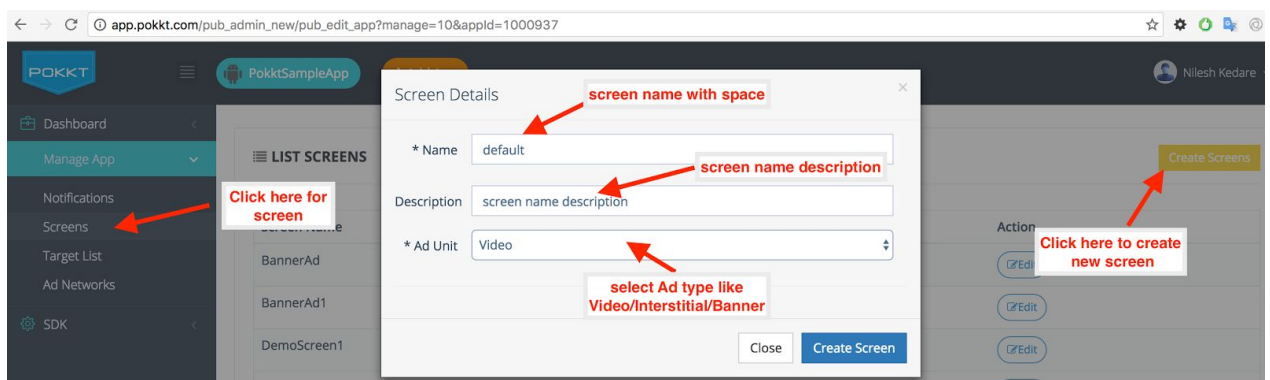 app.pokkt.com/pub_admin_new/pub_edit_app?manage=10&appId=1000937
POKKT
PokktSampleApp
Nilesh Kedare
Screen Details
screen name with space
×
Dashboard
Manage App
LIST SCREENS
* Name
default
Create Screens
screen name description
Notifications
Click here for
screen
Description
screen name description
Screens
Screen Name
Action
* Ad Unit
Video
Click here to create
new screen
Target List
BannerAd
Edit
Ad Networks
select Ad type like
Video/Interstitial/Banner
BannerAd1
Edit
SDK
DemoScreen1
Close
Create Screen
Edit